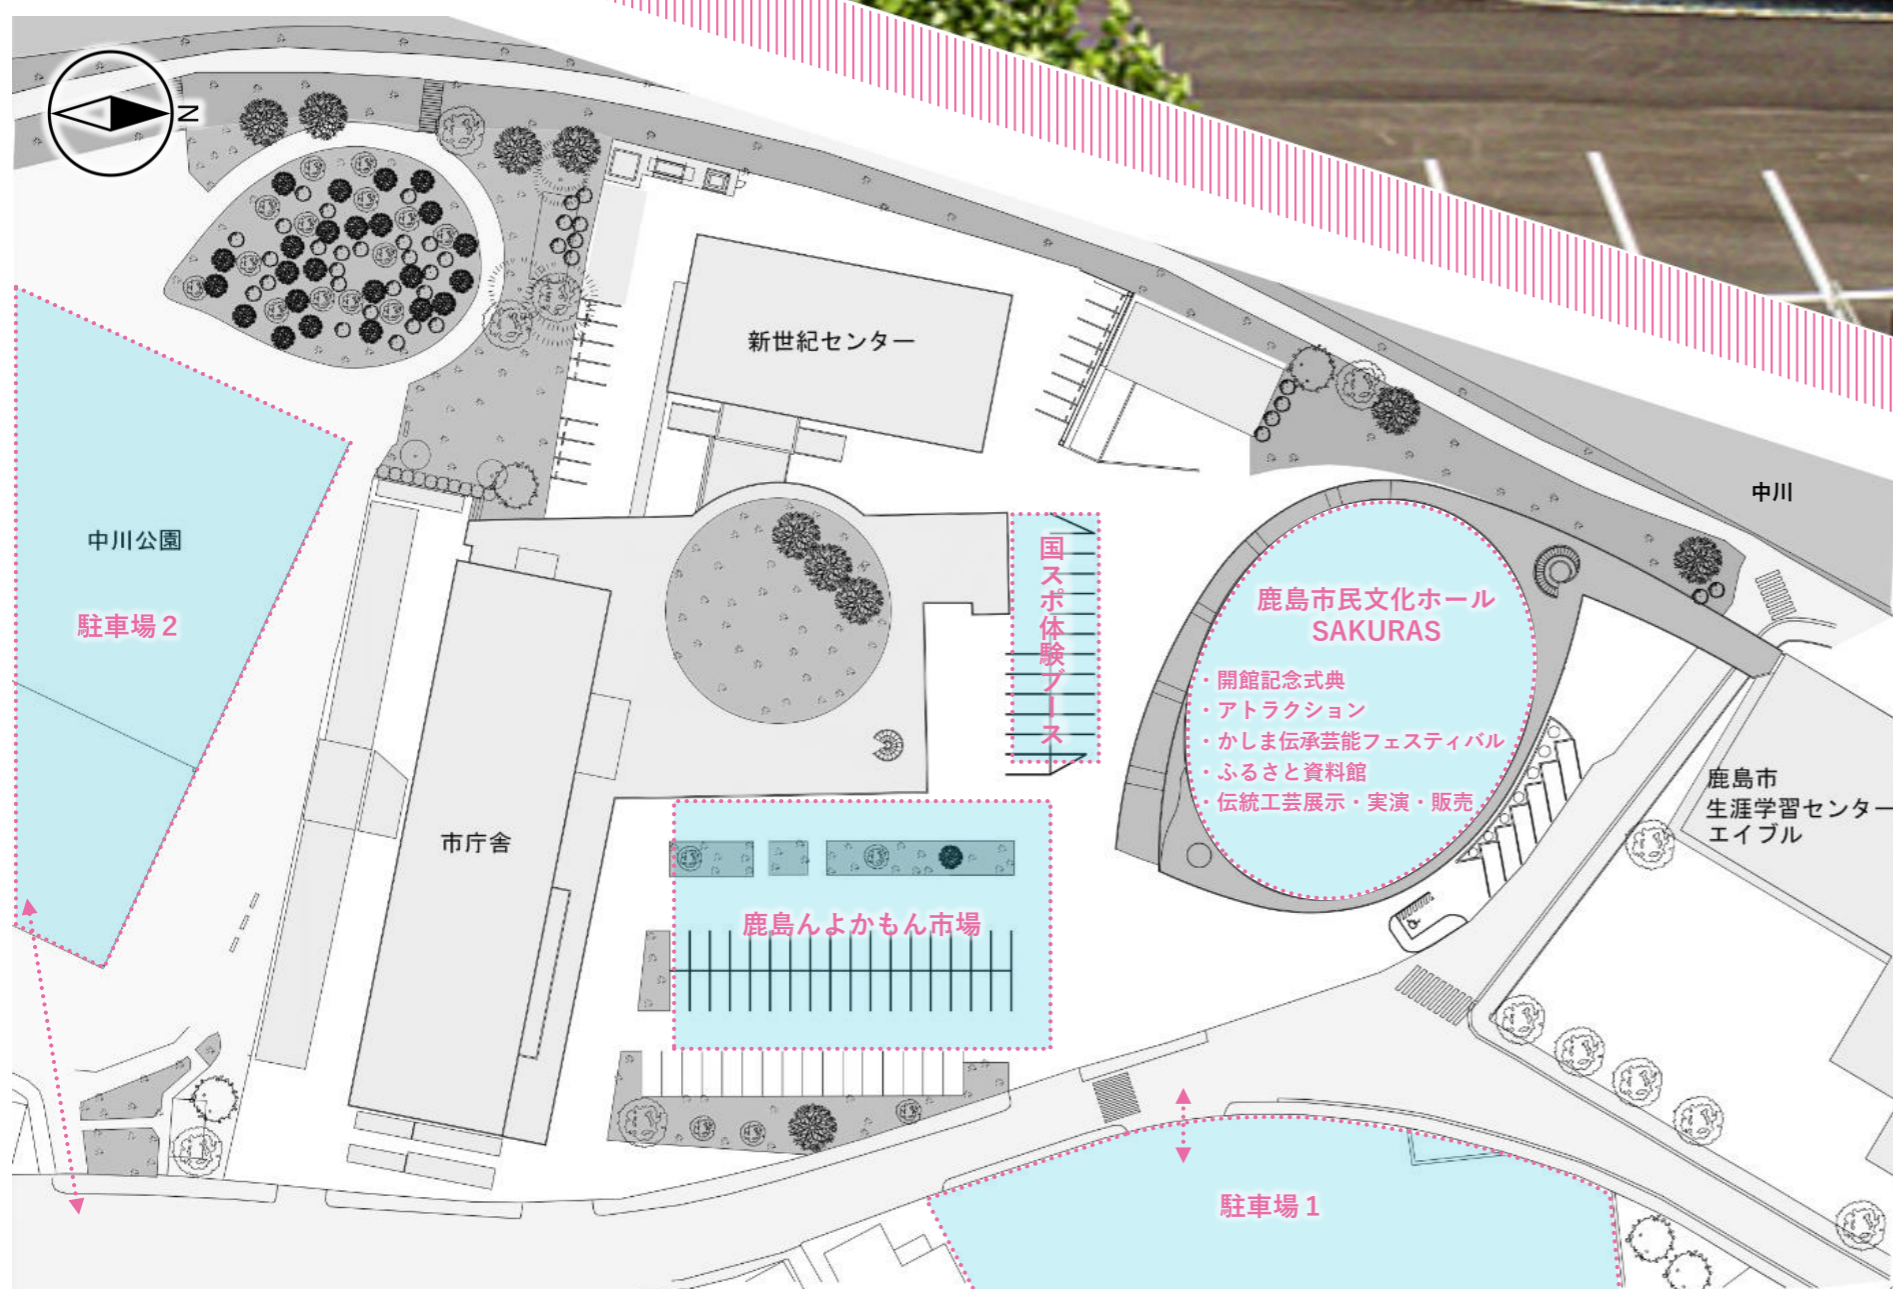 N
新世紀センター
中川
中川公園
駐車場2
国スポ体験ブース
鹿島市民文化ホール
SAKURAS
・開館記念式典
・アトラクション
・かしま伝承芸能フェスティバル
・ふるさと資料館
・伝統工芸展示・実演・販売
鹿島市
生涯学習センター
エイブル
市庁舎
鹿島んよかもん市場
駐車場1